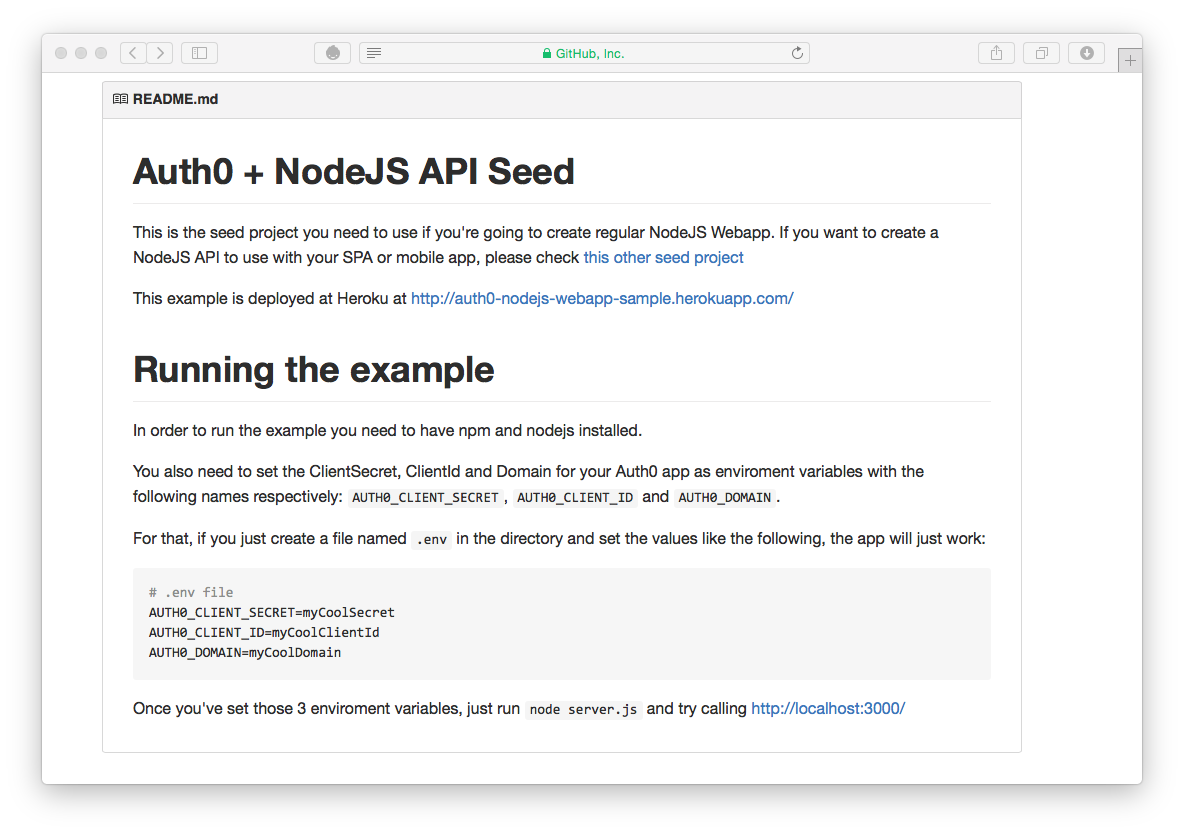 GitHub, Inc.
README.md
Auth0 + NodeJS API Seed
This is the seed project you need to use if you're going to create regular NodeJS Webapp. If you want to create a
NodeJS API to use with your SPA or mobile app, please check this other seed project
This example is deployed at Heroku at http://auth0-nodejs-webapp-sample.herokuapp.com/
Running the example
In order to run the example you need to have npm and nodejs installed.
You also need to set the ClientSecret, ClientId and Domain for your Auth0 app as enviroment variables with the
following names respectively: AUTH0_CLIENT_SECRET, AUTH0_CLIENT_ID and AUTH0_DOMAIN.
For that, if you just create a file named .env in the directory and set the values like the following, the app will just work:
# .env file
AUTH0_CLIENT_SECRET=myCoolSecret
AUTH0_CLIENT_ID=myCoolClientId
AUTH0_DOMAIN=myCoolDomain
Once you've set those 3 enviroment variables, just run node server.js and try calling http://localhost:3000/